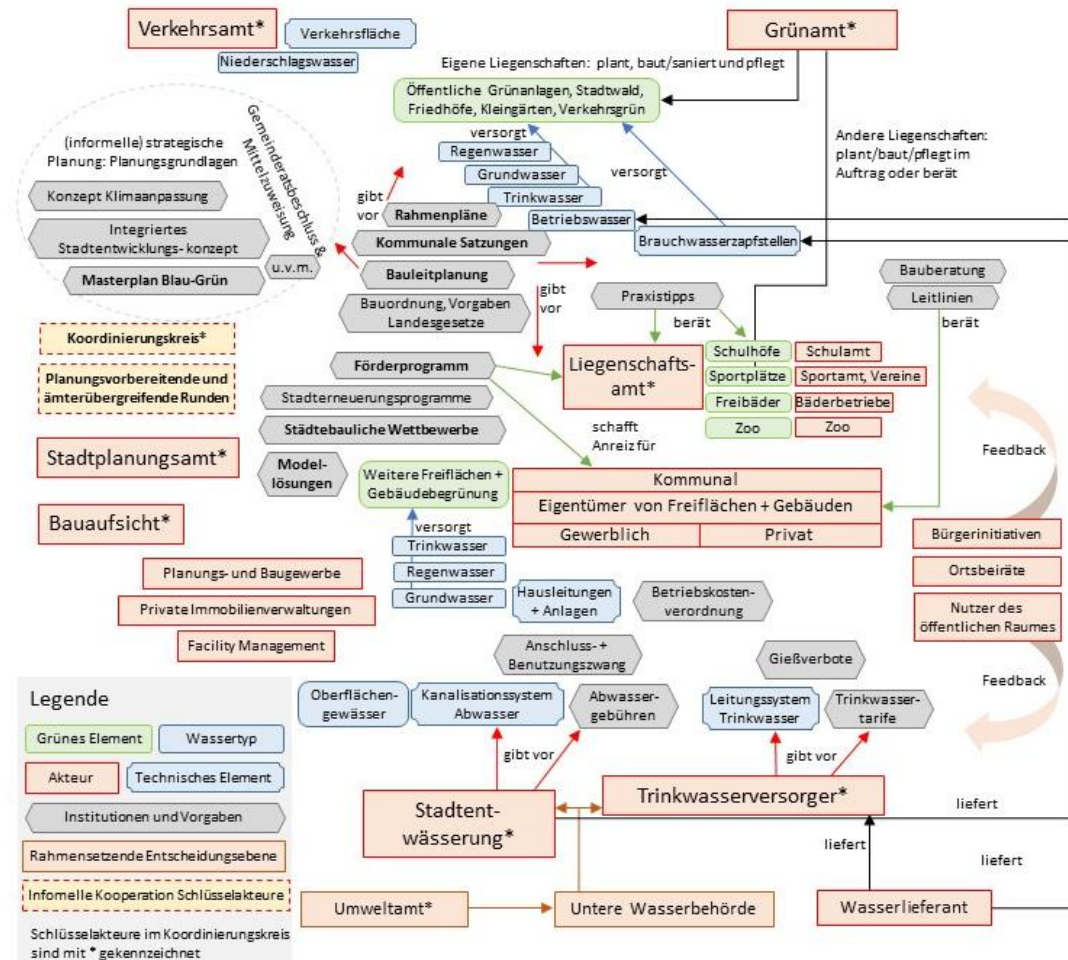 Verkehrsamt*
Verkehrsfläche
Niederschlagswasser
Grünamt*
Eigene Liegenschaften: plant, baut/saniert und pflegt
Öffentliche Grünanlagen, Stadtwald,
Friedhöfe, Kleingärten, Verkehrsgrün
Andere Liegenschaften:
plant/baut/pflegt im
Auftrag oder berät
versorgt
Regenwasser
Grundwasser
Trinkwasser
Betriebswasser
versorgt
Brauchwasserzapfstellen
(informelle) strategische
Planung: Planungsgrundlagen
Konzept Klimaanpassung
Integriertes
Stadtentwicklungs- konzept
Masterplan Blau-Grün
u.v.m.
Gemeinderatsbeschluss &
Mittelzuweisung
gibt
vor
Rahmenpläne
Kommunale Satzungen
Bauleitplanung
Bauordnung, Vorgaben
Landesgesetze
gibt
vor
Praxistipps
berät
Bauberatung
Leitlinien
berät
Koordinierungskreis*
Planungsvorbereitende und
ämterübergreifende Runden
Förderprogramm
Stadterneuerungsprogramme
Städtebauliche Wettbewerbe
Model-
lösungen
Liegenschafts-
amt*
Schulhöfe
Schulamt
Sportplätze
Sportamt, Vereine
Freibäder
Bäderbetriebe
Zoo
Zoo
schafft
Anreiz für
Feedback
Stadtplanungsamt*
Bauaufsicht*
Weitere Freiflächen +
Gebäudebegrünung
versorgt
Trinkwasser
Regenwasser
Grundwasser
Kommunal
Eigentümer von Freiflächen + Gebäuden
Gewerblich
Privat
Bürgerinitiativen
Ortsbeiräte
Nutzer des
öffentlichen Raumes
Feedback
Planungs- und Baugewerbe
Private Immobilienverwaltungen
Facility Management
Hausleitungen
+ Anlagen
Betriebskosten-
verordnung
Anschluss- +
Benutzungszwang
Gießverbote
Oberflächen-
gewässer
Kanalisationssystem
Abwasser
Abwasser-
gebühren
Leitungssystem
Trinkwasser
Trinkwasser-
tarife
gibt vor
gibt vor
Stadtent-
wässerung*
Trinkwasserversorger*
liefert
liefert
liefert
Umweltamt*
Untere Wasserbehörde
Wasserlieferant
Legende
Grünes Element
Wassertyp
Akteur
Technisches Element
Institutionen und Vorgaben
Rahmensetzende Entscheidungsebene
Infomelle Kooperation Schlüsselakteure
Schlüsselakteure im Koordinierungskreis
sind mit * gekennzeichnet